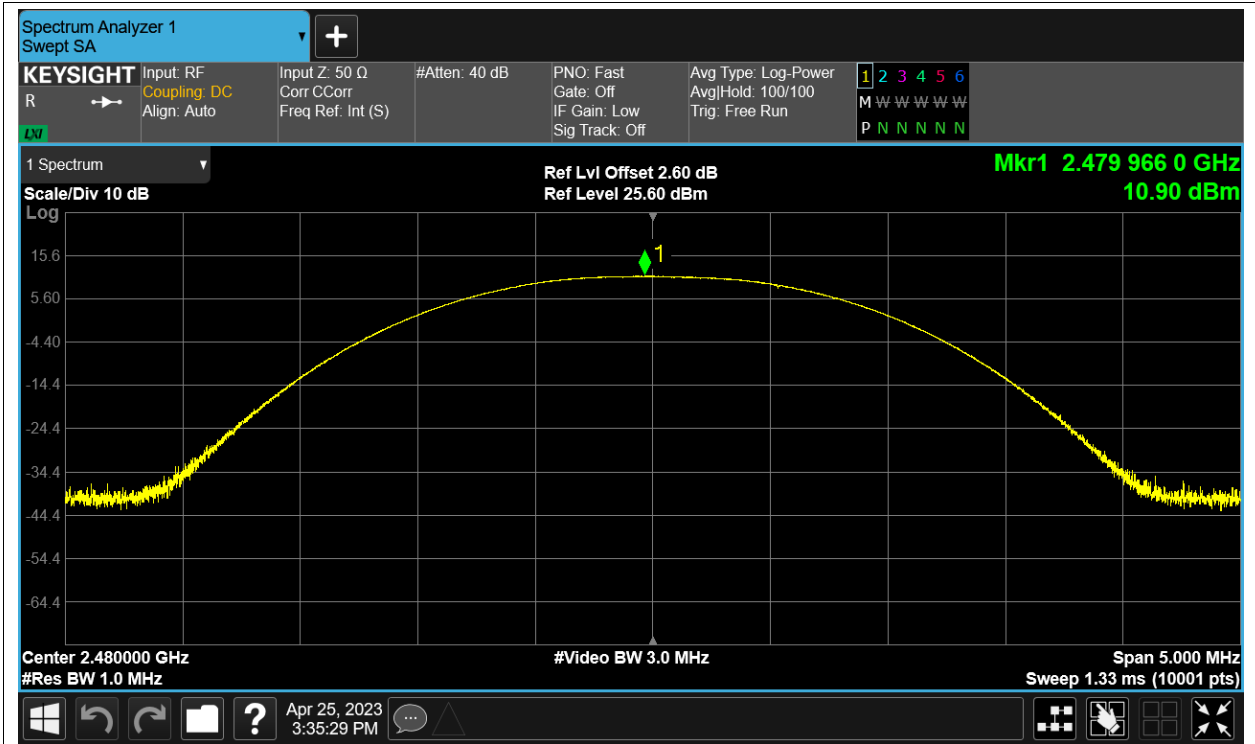 Spectrum Analyzer 1
Swept SA
KEYSIGHT
R
LXI
Input: RF
Coupling: DC
Align: Auto
Input Z: 50 Ω
Corr CCorr
Freq Ref: Int (S)
#Atten: 40 dB
PNO: Fast
Gate: Off
IF Gain: Low
Sig Track: Off
Avg Type: Log-Power
Avg|Hold: 100/100
Trig: Free Run
1 2 3 4 5 6
M W W W W W
P N N N N N
1 Spectrum
Scale/Div 10 dB
Log
Ref Lvl Offset 2.60 dB
Ref Level 25.60 dBm
Mkr1 2.479 966 0 GHz
10.90 dBm
1
15.6
5.60
-4.40
-14.4
-24.4
-34.4
-44.4
-54.4
-64.4
Center 2.480000 GHz
#Video BW 3.0 MHz
Span 5.000 MHz
#Res BW 1.0 MHz
Sweep 1.33 ms (10001 pts)
?
Apr 25, 2023
3:35:29 PM